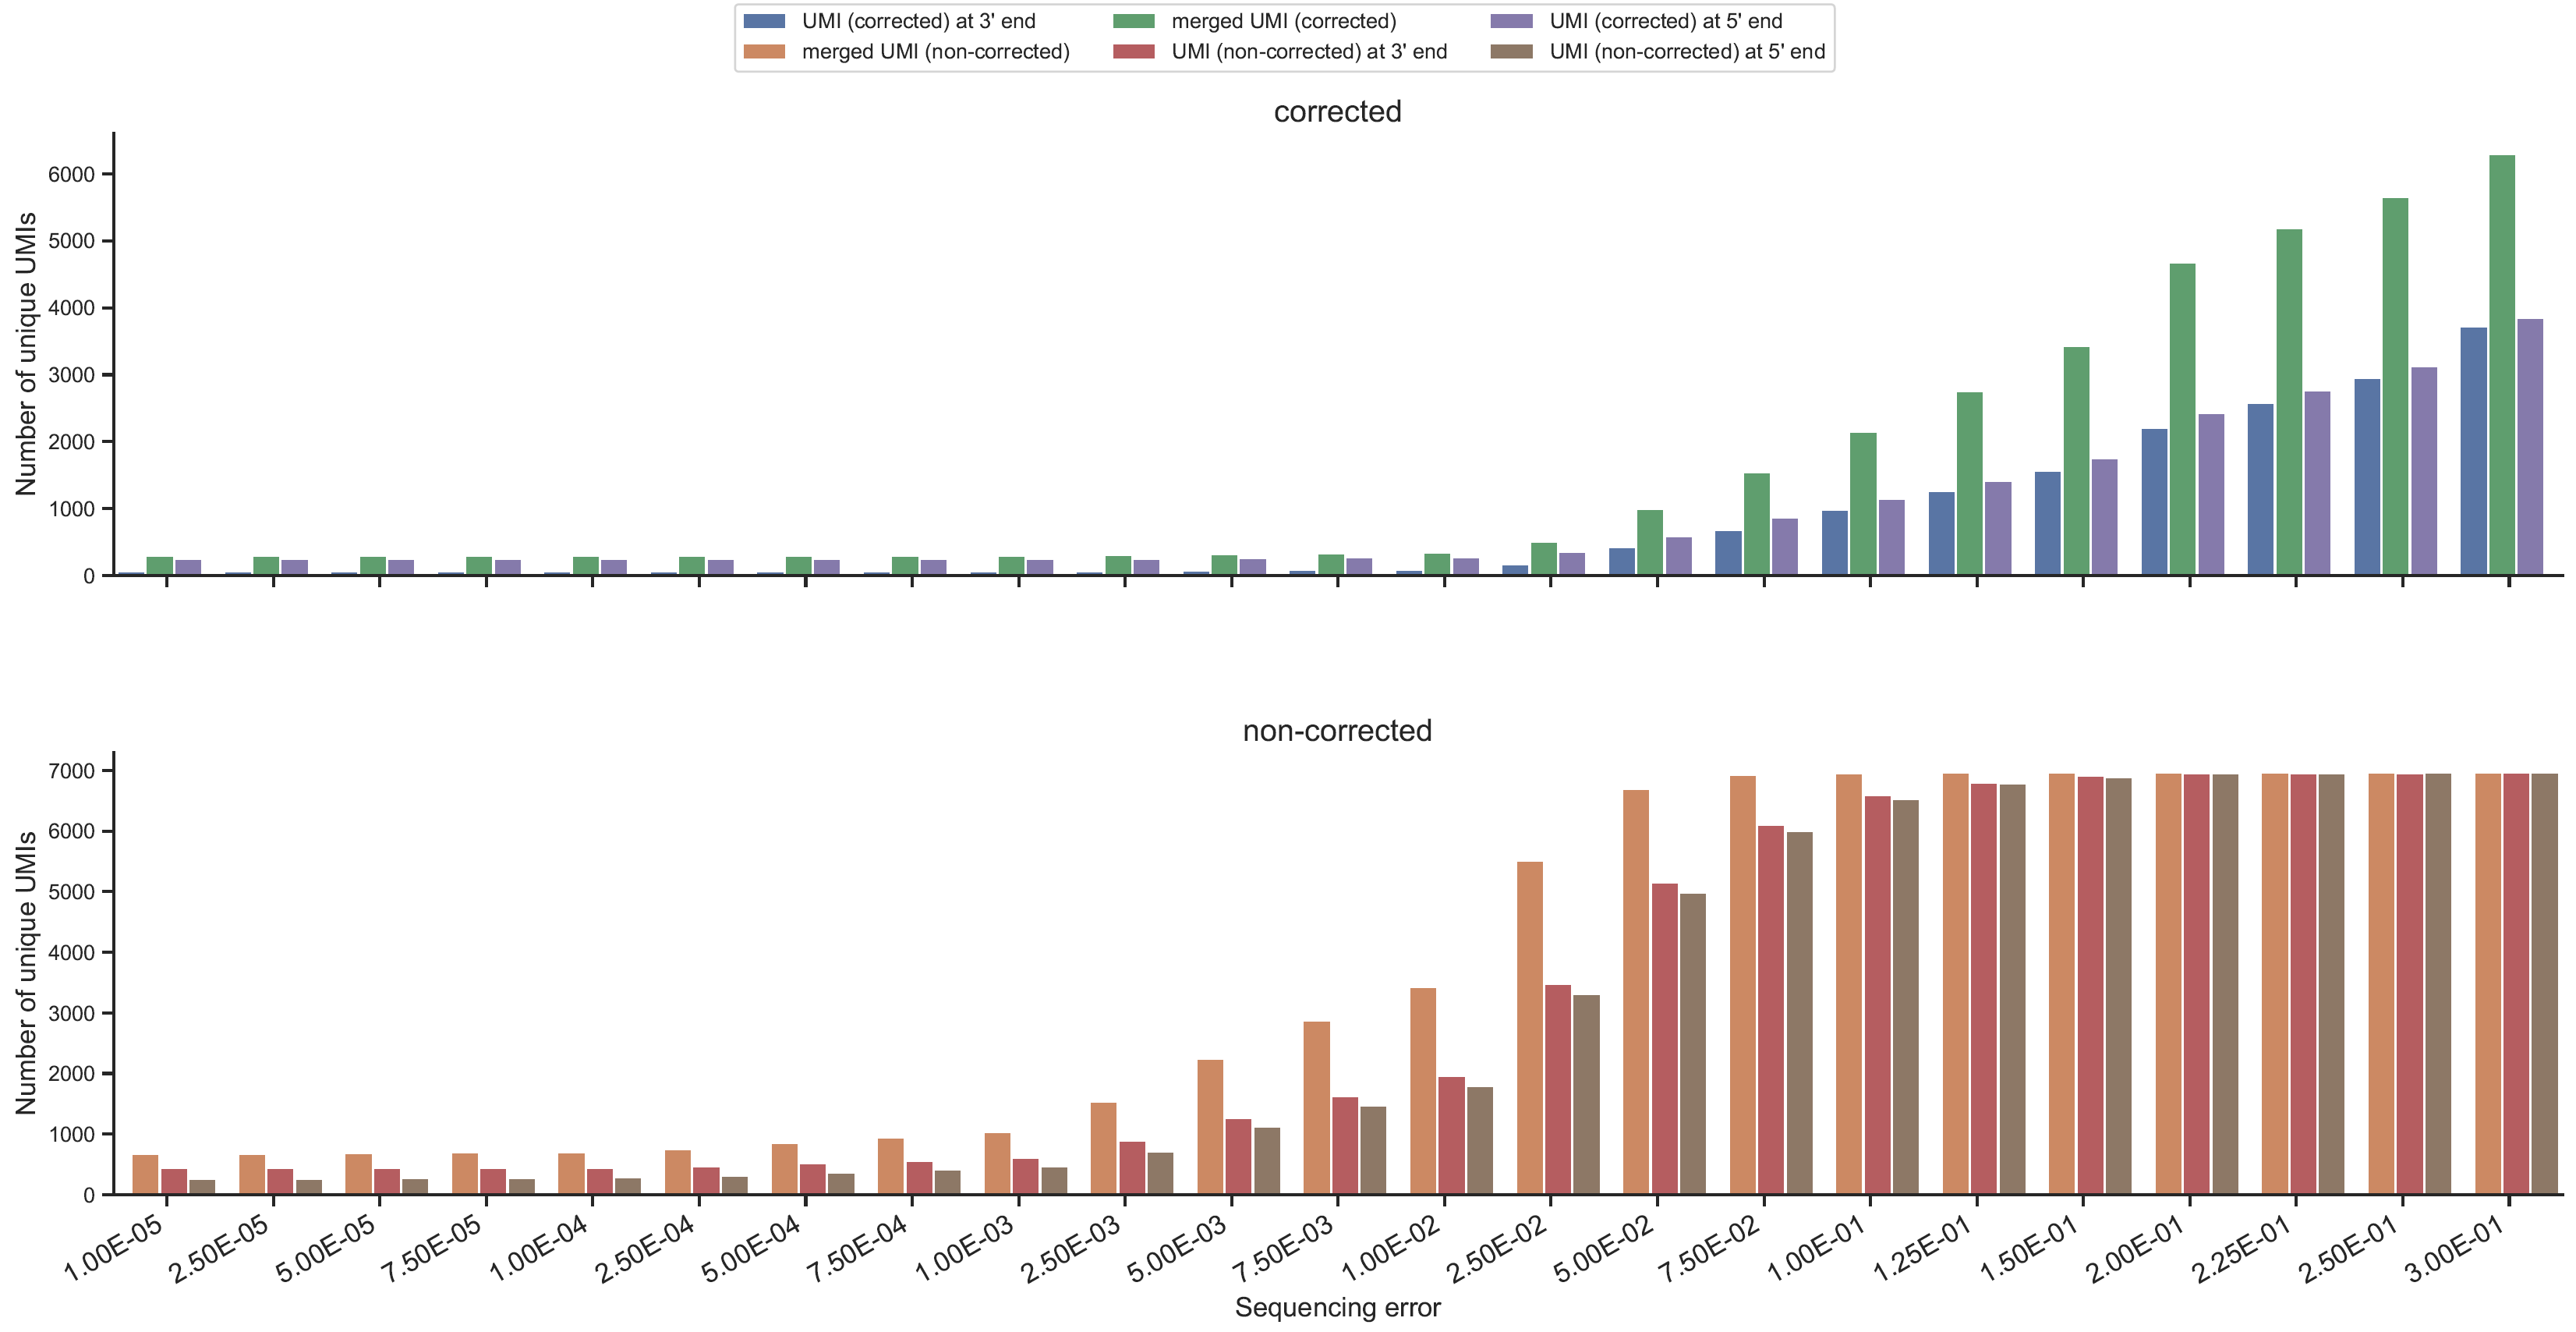 UMI (corrected) at 3' end
merged UMI (corrected)
UMI (corrected) at 5' end
merged UMI (non-corrected)
UMI (non-corrected) at 3' end
UMI (non-corrected) at 5' end
corrected
Number of unique UMIs
6000
5000
4000
3000
2000
1000
0
non-corrected
Number of unique UMIs
7000
6000
5000
4000
3000
2000
1000
0
1.00E-05
2.50E-05
5.00E-05
7.50E-05
1.00E-04
2.50E-04
5.00E-04
7.50E-04
1.00E-03
2.50E-03
5.00E-03
7.50E-03
1.00E-02
2.50E-02
5.00E-02
7.50E-02
1.00E-01
1.25E-01
1.50E-01
2.00E-01
2.25E-01
2.50E-01
3.00E-01
Sequencing error